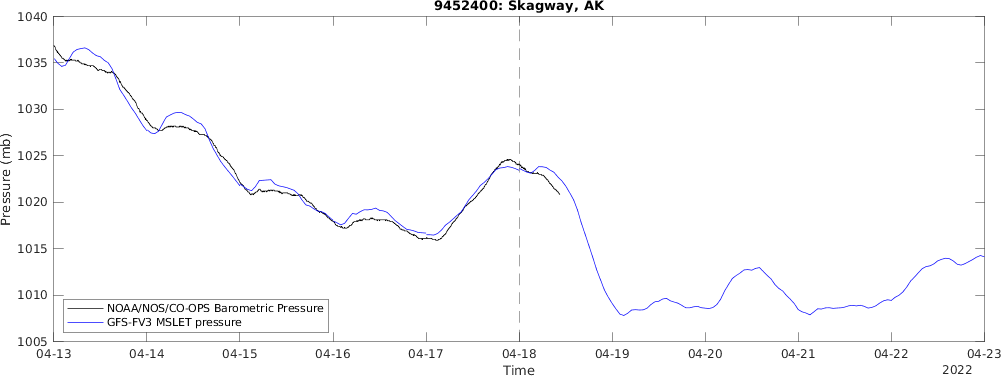 9452400: Skagway, AK
Pressure (mb)
1040
1035
1030
1025
1020
1015
1010
1005
NOAA/NOS/CO-OPS Barometric Pressure
GFS-FV3 MSLET pressure
04-13 04-14 04-15 04-16 04-17 04-18 04-19 04-20 04-21 04-22 04-23
Time
2022